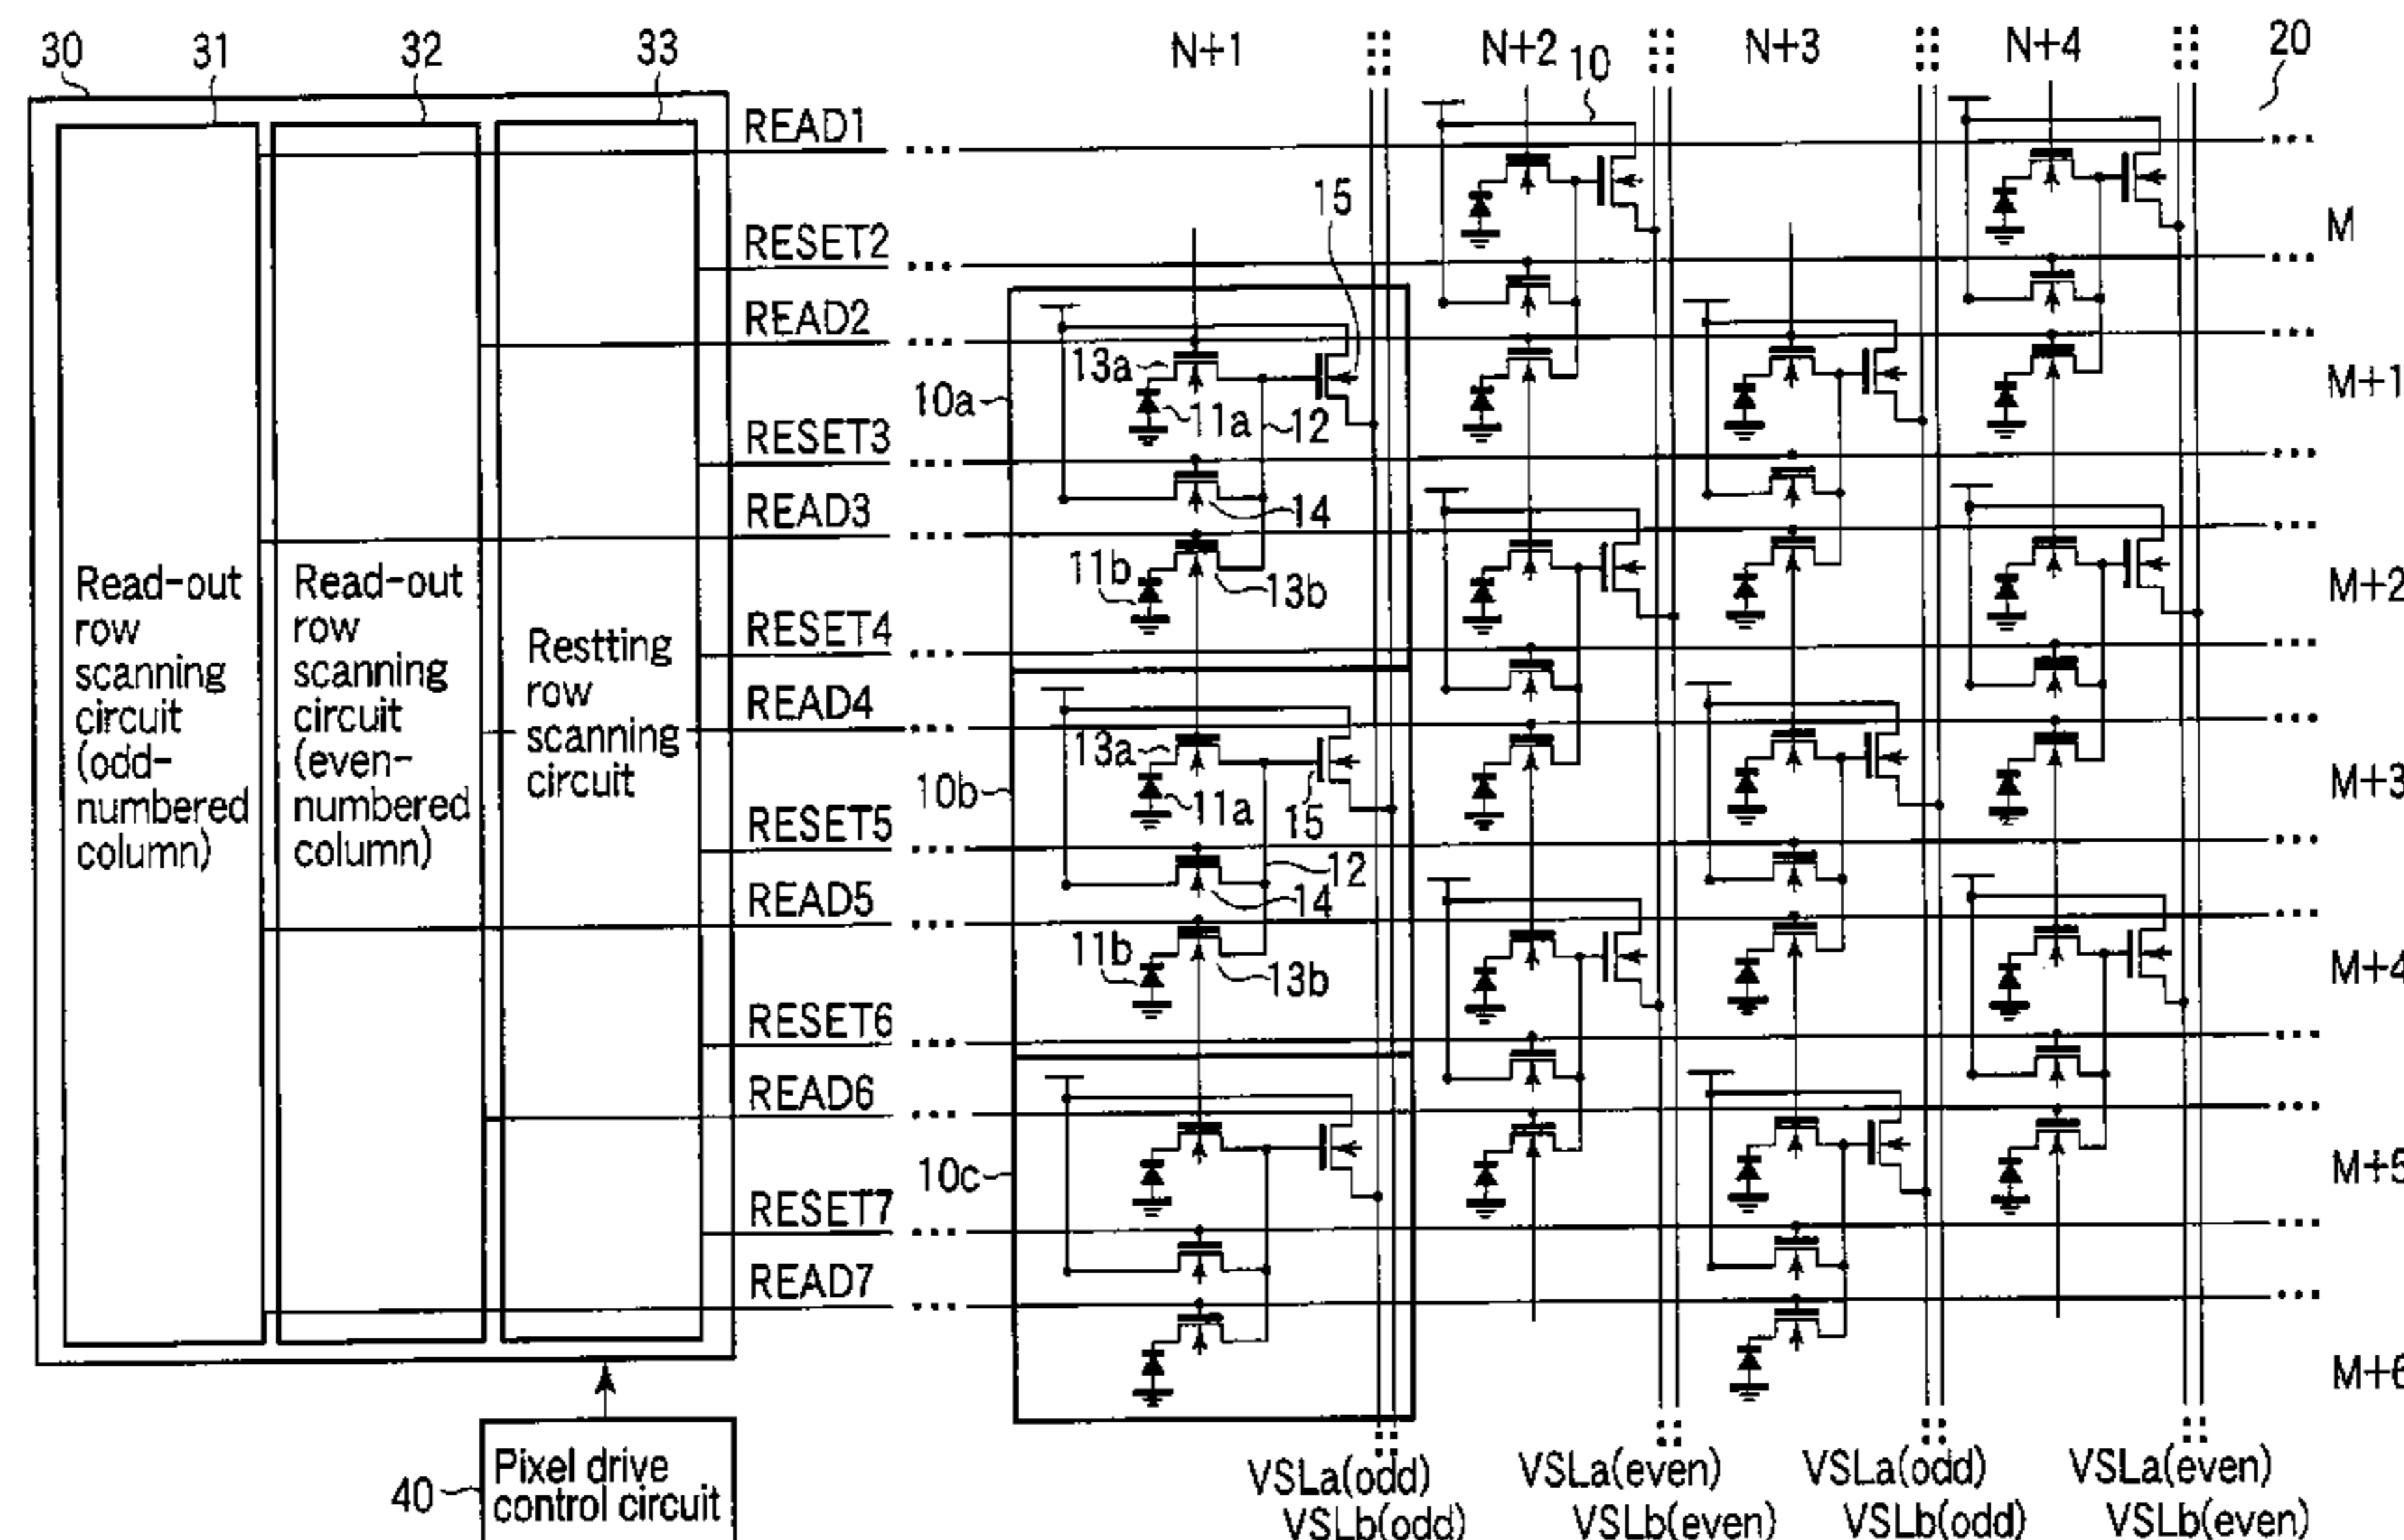 30
31
32
33
N+1
N+2
10
N+3
N+4
20
READ1
15
M
RESET2
READ2
13a
10a
11a
12
M+1
RESET3
14
READ3
11b
13b
M+2
Read-out
row
scanning
circuit
(odd-
numbered
column)
Read-out
row
scanning
circuit
(even-
numbered
column)
Restting
row
scanning
circuit
RESET4
READ4
13a
10b
11a
15
M+3
RESET5
12
READ5
14
11b
13b
M+4
RESET6
READ6
10c
M+5
RESET7
READ7
M+6
40
Pixel drive
control circuit
VSLa(odd)
VSLb(odd)
VSLa(even)
VSLb(even)
VSLa(odd)
VSLb(odd)
VSLa(even)
VSLb(even)